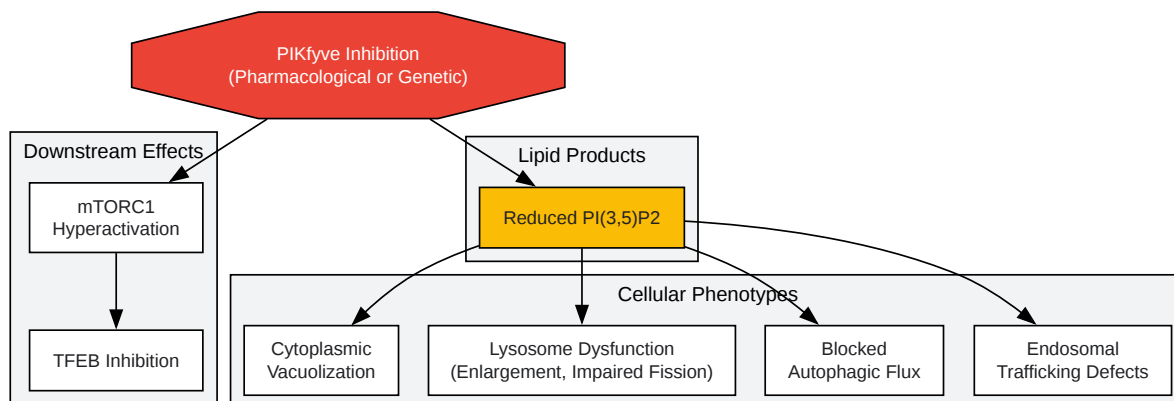 PIKfyve Inhibition
(Pharmacological or Genetic)
Downstream Effects
mTORC1
Hyperactivation
TFEB Inhibition
Lipid Products
Reduced PI(3,5)P2
Cellular Phenotypes
Cytoplasmic
Vacuolization
Lysosome Dysfunction
(Enlargement, Impaired Fission)
Blocked
Autophagic Flux
Endosomal
Trafficking Defects